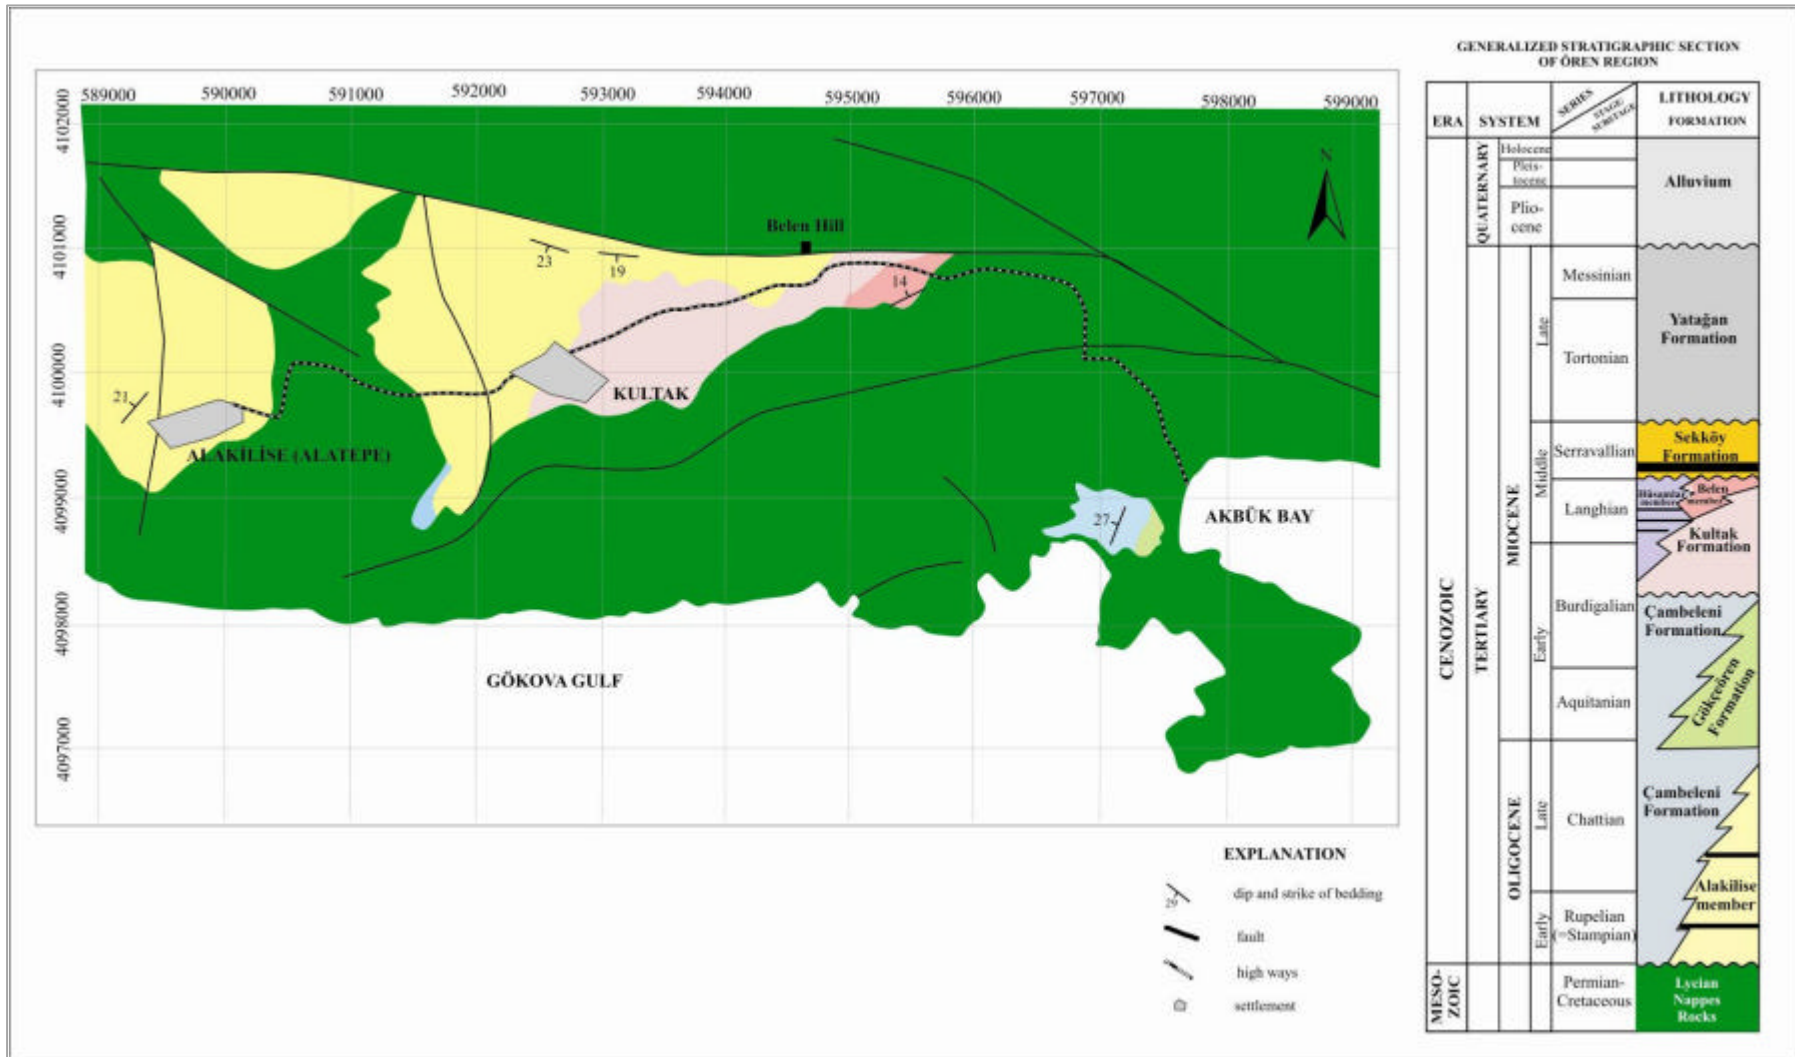 GENERALIZED STRATIGRAPHIC SECTION
OF ÖREN REGION
589000 590000 591000 592000 593000 594000 595000 596000 597000 598000 599000
4102000
4101000
4100000
4099000
4098000
4097000
N
Belen Hill
23
19
14
21
27
KULTAK
ALAKİLİSE (ALATEPE)
AKBÜK BAY
GÖKOVA GULF
EXPLANATION
29
dip and strike of bedding
fault
high ways
settlement
ERA
SYSTEM
SERIES
STAGE
LITHOLOGY
FORMATION
CENOZOIC
MESO-
ZOIC
QUATERNARY
TERTIARY
Holocene
Pleis-
tocene
Plio-
cene
MIOCENE
OLIGOCENE
Late
Middle
Early
Late
Early
Messinian
Tortonian
Serravallian
Langhian
Burdigalian
Aquitanian
Chattian
Rupelian
(=Stampian)
Permian-
Cretaceous
Alluvium
Yatağan
Formation
Sekköy
Formation
member
Belen
member
Kultak
Formation
Çambeleni
Formation
Gökçeören
Formation
Çambeleni
Formation
Alakilise
member
Lycian
Nappes
Rocks